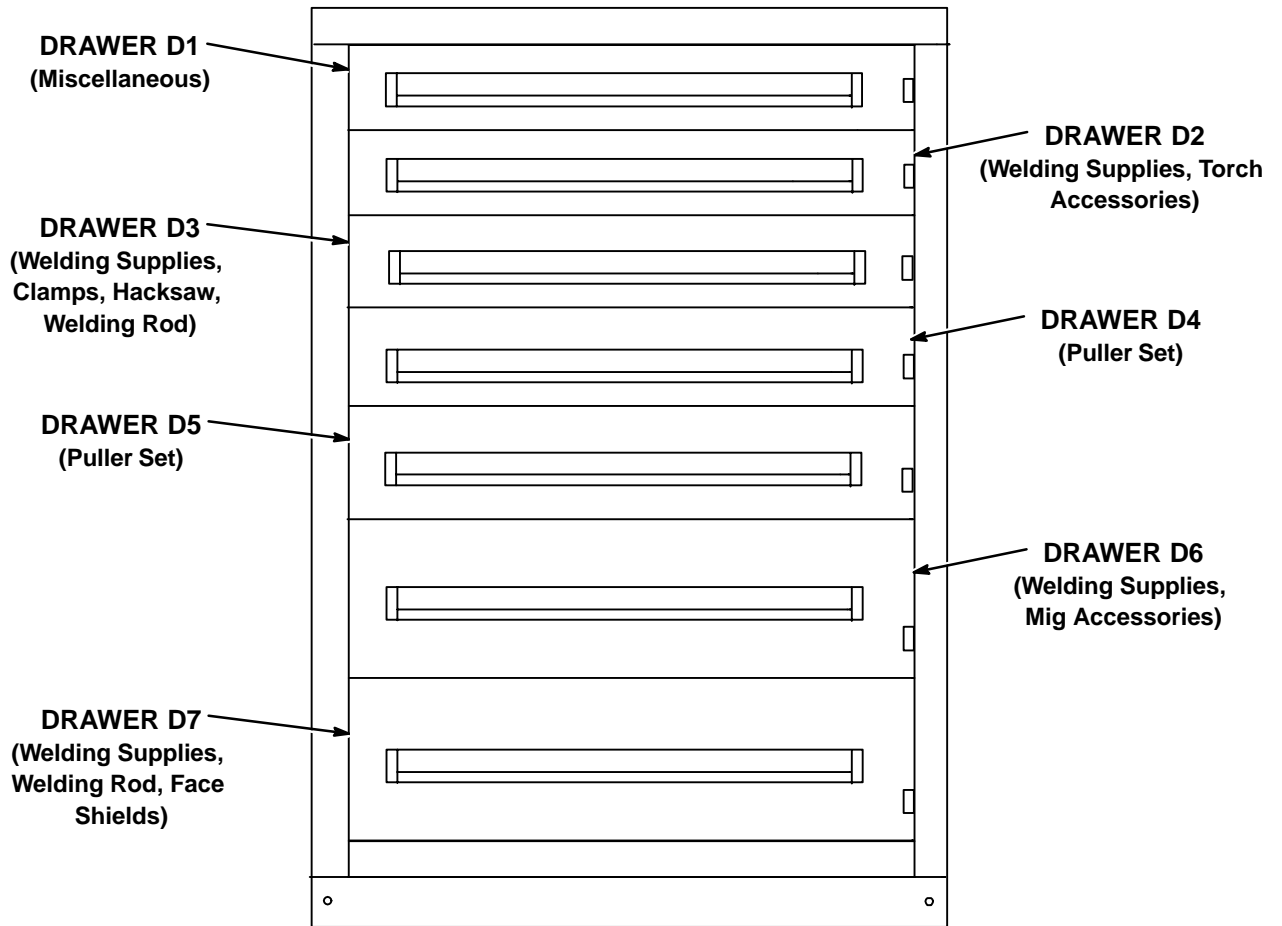 DRAWER D1
(Miscellaneous)
DRAWER D2
(Welding Supplies, Torch
Accessories)
DRAWER D3
(Welding Supplies,
Clamps, Hacksaw,
Welding Rod)
DRAWER D4
(Puller Set)
DRAWER D5
(Puller Set)
DRAWER D6
(Welding Supplies,
Mig Accessories)
DRAWER D7
(Welding Supplies,
Welding Rod, Face
Shields)